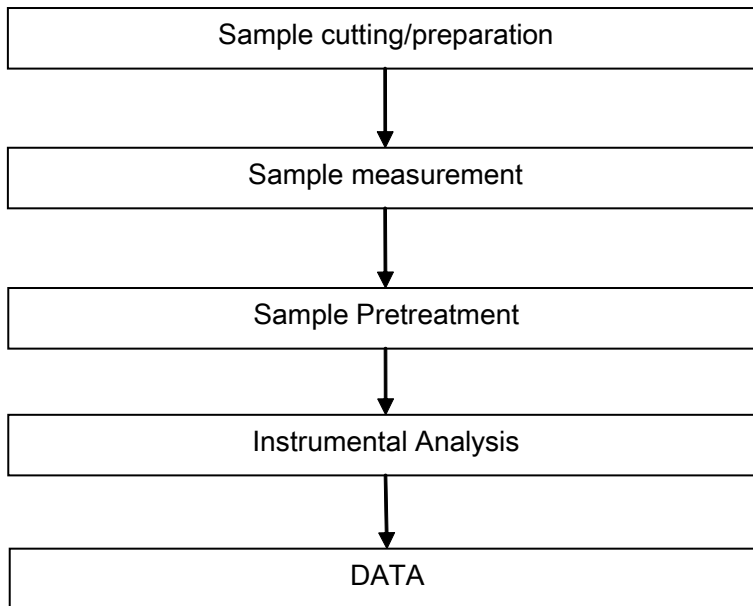 Sample cutting/preparation
Sample measurement
Sample Pretreatment
Instrumental Analysis
DATA